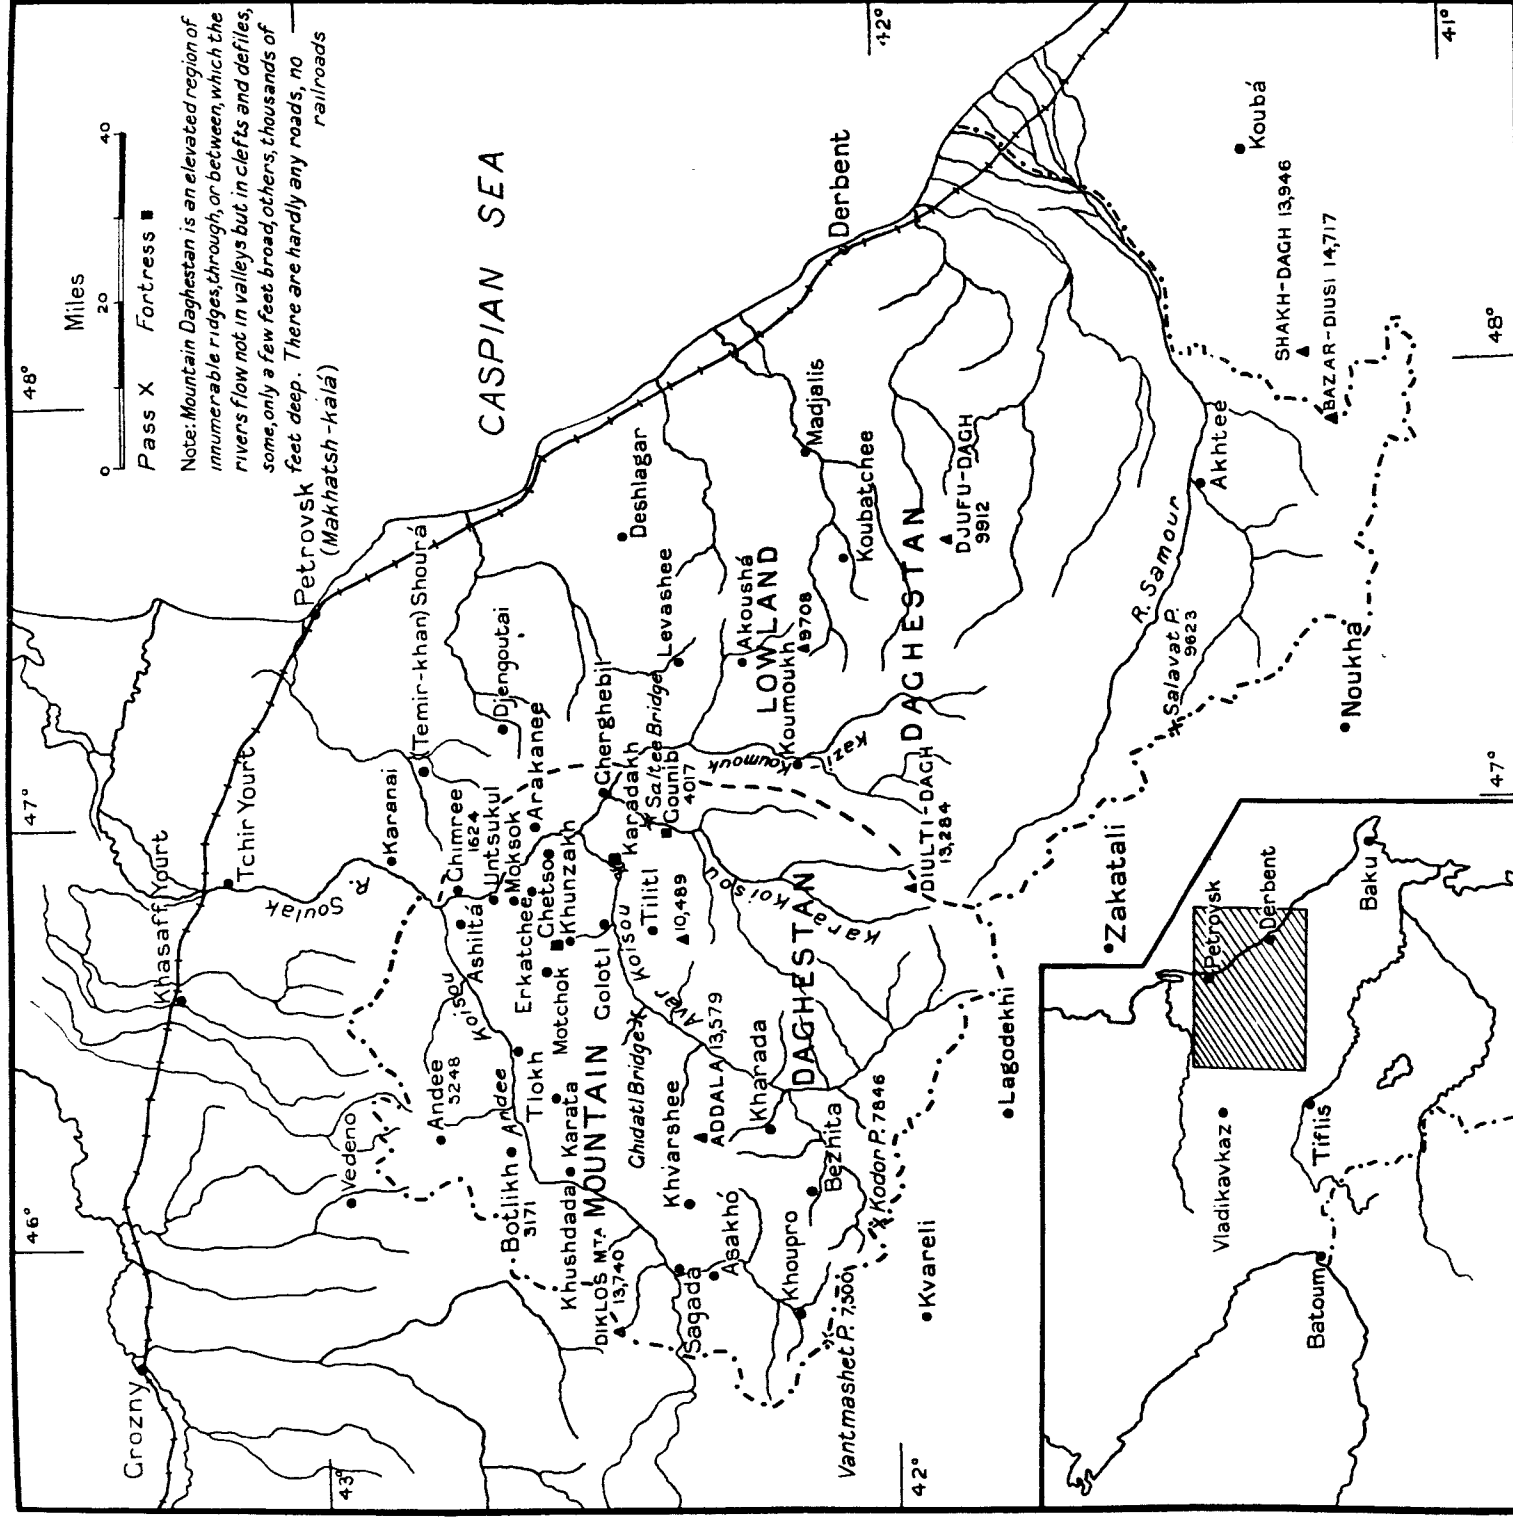 48°
Miles
0 20 40
Pass X Fortress ■
Note: Mountain Daghestan is an elevated region of
innumerable ridges, through, or between, which the
rivers flow not in valleys but in clefts and defiles,
some, only a few feet broad, others, thousands of
feet deep. There are hardly any roads, no
railroads
46°
47°
Grozny
Khasaff Yourt
Tchir Yourt
Petrovsk
(Makhatsh-kalá)
CASPIAN SEA
43°
Vedeno
R.
Soulak
Karanai
(Temir-khan) Shourá
Andee
5248
Koisou
Ashiltá
Chimree
1624
Untsukul
Moksok
Djengoutai
Botlikh
3171
Andee
Tlokh
Erkatchee
Chetso
Arakanee
Khushdada
Karata
Motchok
Khunzakh
DIKLOS MTA
13,740
MOUNTAIN
Golotl
Karadakh
Cherghebil
Deshlagar
Chidatl Bridge
Avar Koisou
Tilitl
Saltee Bridge
Levashee
Sagada
Khvarshee
10,489
Gounib
4017
Asakhó
ADDALA 13,579
Kara Koisou
Koumouk
Akoushá
LOWLAND
Khoupro
Kharada
DAGHESTAN
Koumoukh
9708
Madjalis
Derbent
Vantmashet P. 7,500
Bezhita
Kodor P. 7846
Kazi-
Koubatchee
Kvareli
DIULTI-DAGH
13,284
DAGHESTAN
DJUFU-DAGH
9912
42°
42°
Lagodekhi
Zakatali
R. Samour
Salavat P.
9623
Akhtee
Koubá
SHAKH-DAGH 13,946
BAZAR-DIUSI 14,717
Noukha
47°
48°
41°
Vladikavkaz
Petrovsk
Derbent
Batoum
Tiflis
Baku